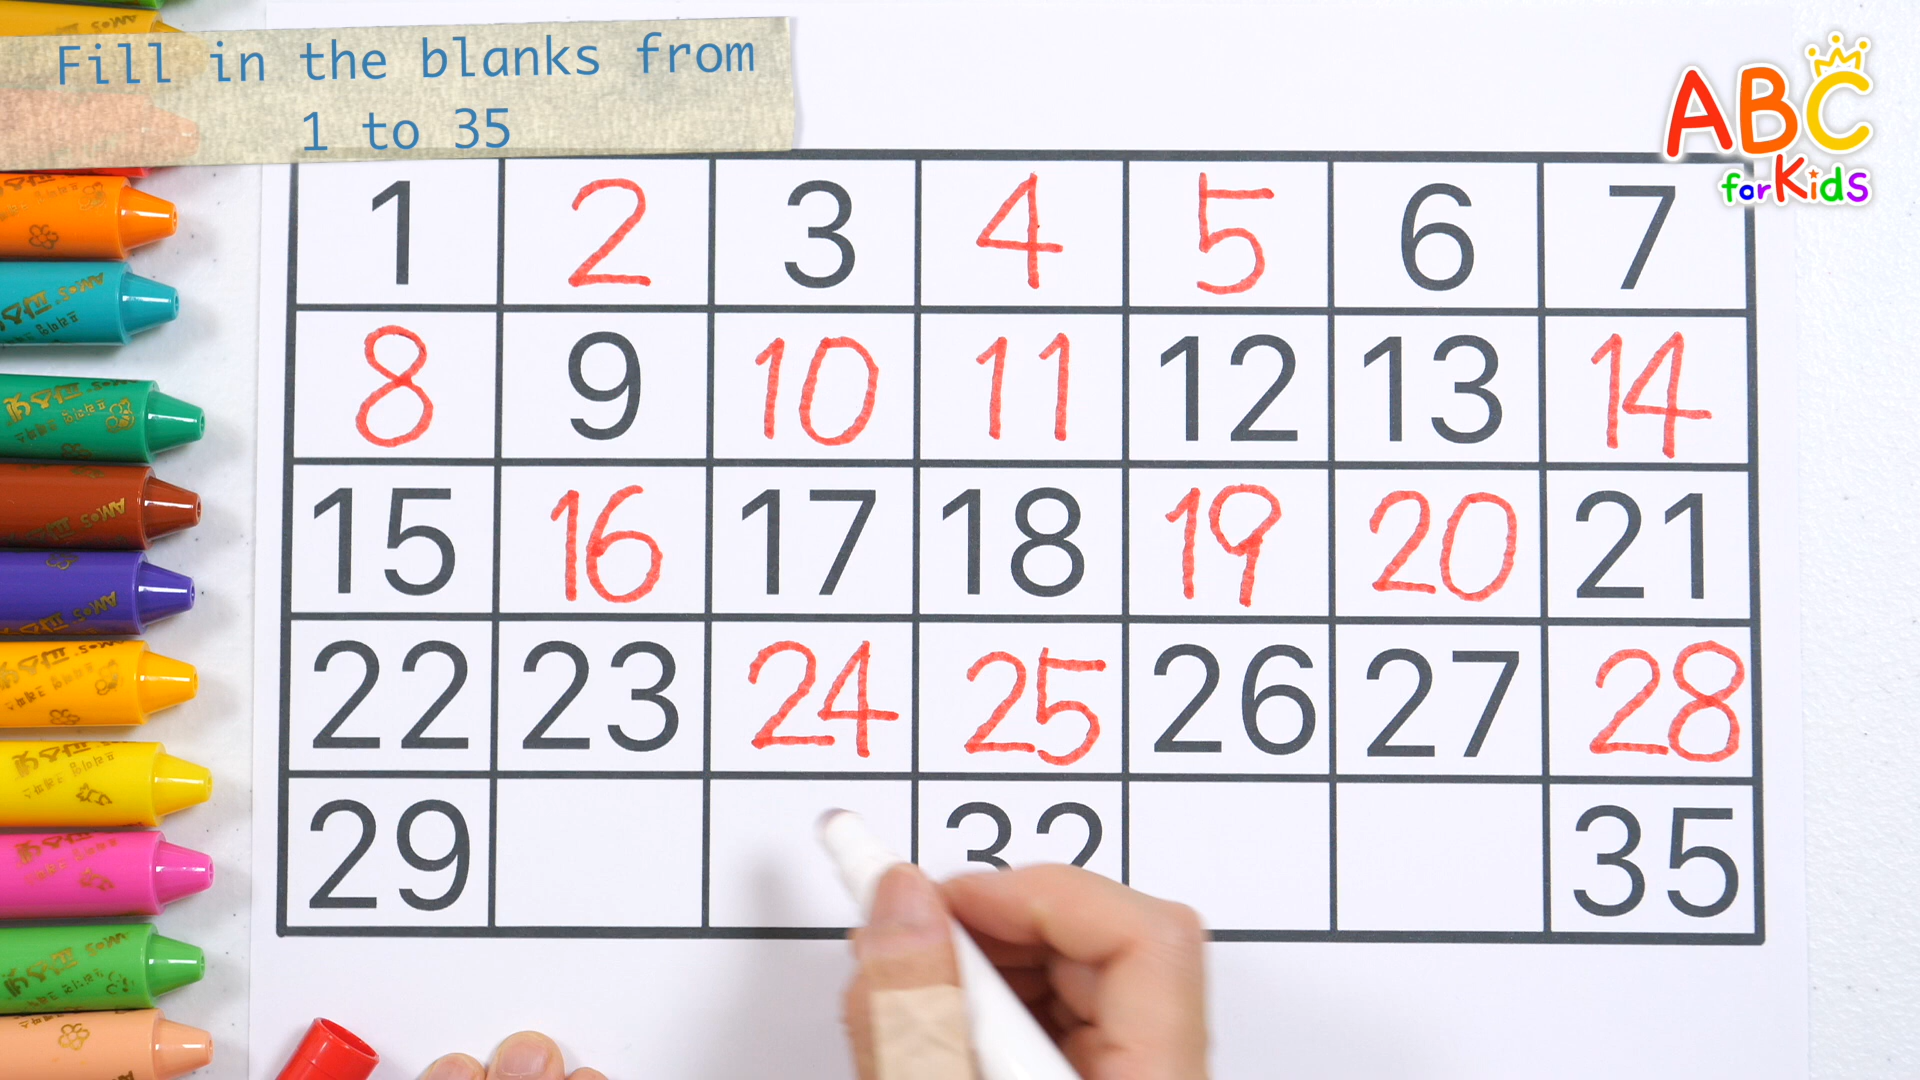 Fill in the blanks from
1 to 35
ABC
for Kids
1 2 3 4 5 6 7
8 9 10 11 12 13 14
15 16 17 18 19 20 21
22 23 24 25 26 27 28
29 32 35